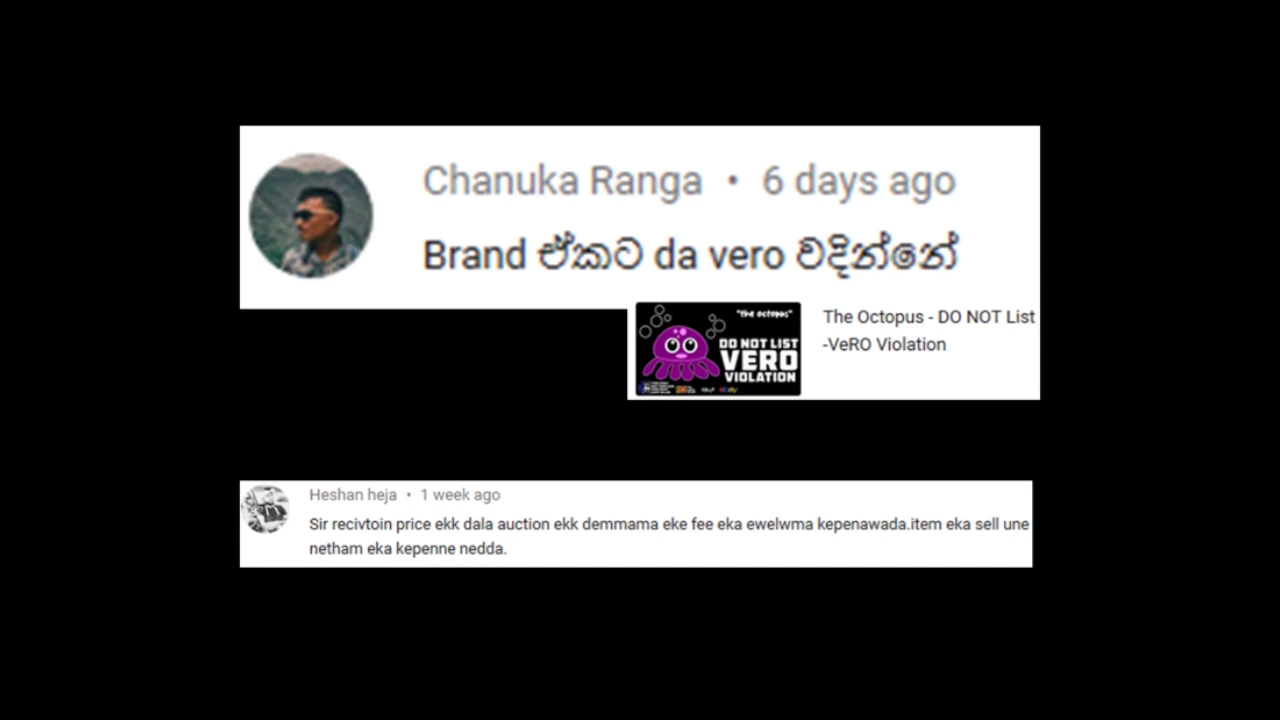 Chanuka Ranga • 6 days ago
Brand ඒකට da vero වදින්නේ
"the octopus"
DO NOT LIST
VERO
VIOLATION
The Octopus - DO NOT List
-VeRO Violation
Heshan heja • 1 week ago
Sir recivtoin price ekk dala auction ekk demmama eke fee eka ewelwma kepenawada.item eka sell une
netham eka kepenne nedda.